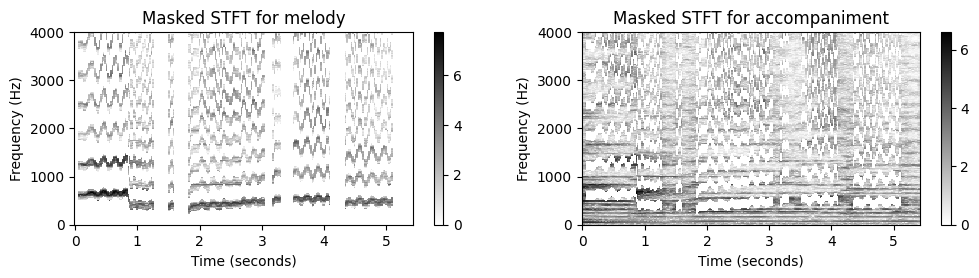 Masked STFT for melody
4000
3000
2000
1000
0
Frequency (Hz)
0 1 2 3 4 5
Time (seconds)
6
4
2
0
Masked STFT for accompaniment
4000
3000
2000
1000
0
Frequency (Hz)
0 1 2 3 4 5
Time (seconds)
6
4
2
0